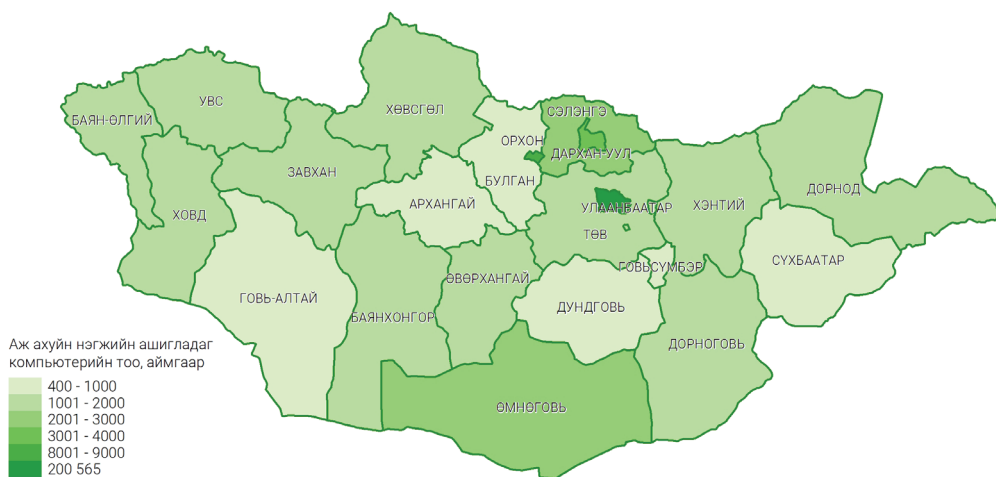 УВС
ХӨВСГӨЛ
СЭЛЭНГЭ
БАЯН-ӨЛГИЙ
ОРХОН
ДАРХАН-УУЛ
ЗАВХАН
БУЛГАН
ДОРНОД
АРХАНГАЙ
УЛААНБААТАР
ХЭНТИЙ
ХОВД
ТӨВ
СҮХБААТАР
ГОВЬСҮМБЭР
ӨВӨРХАНГАЙ
ГОВЬ-АЛТАЙ
ДУНДГОВЬ
БАЯНХОНГОР
ДОРНОГОВЬ
ӨМНӨГОВЬ
Аж ахуйн нэгжийн ашигладаг
компьютерийн тоо, аймгаар
400 - 1000
1001 - 2000
2001 - 3000
3001 - 4000
8001 - 9000
200 565